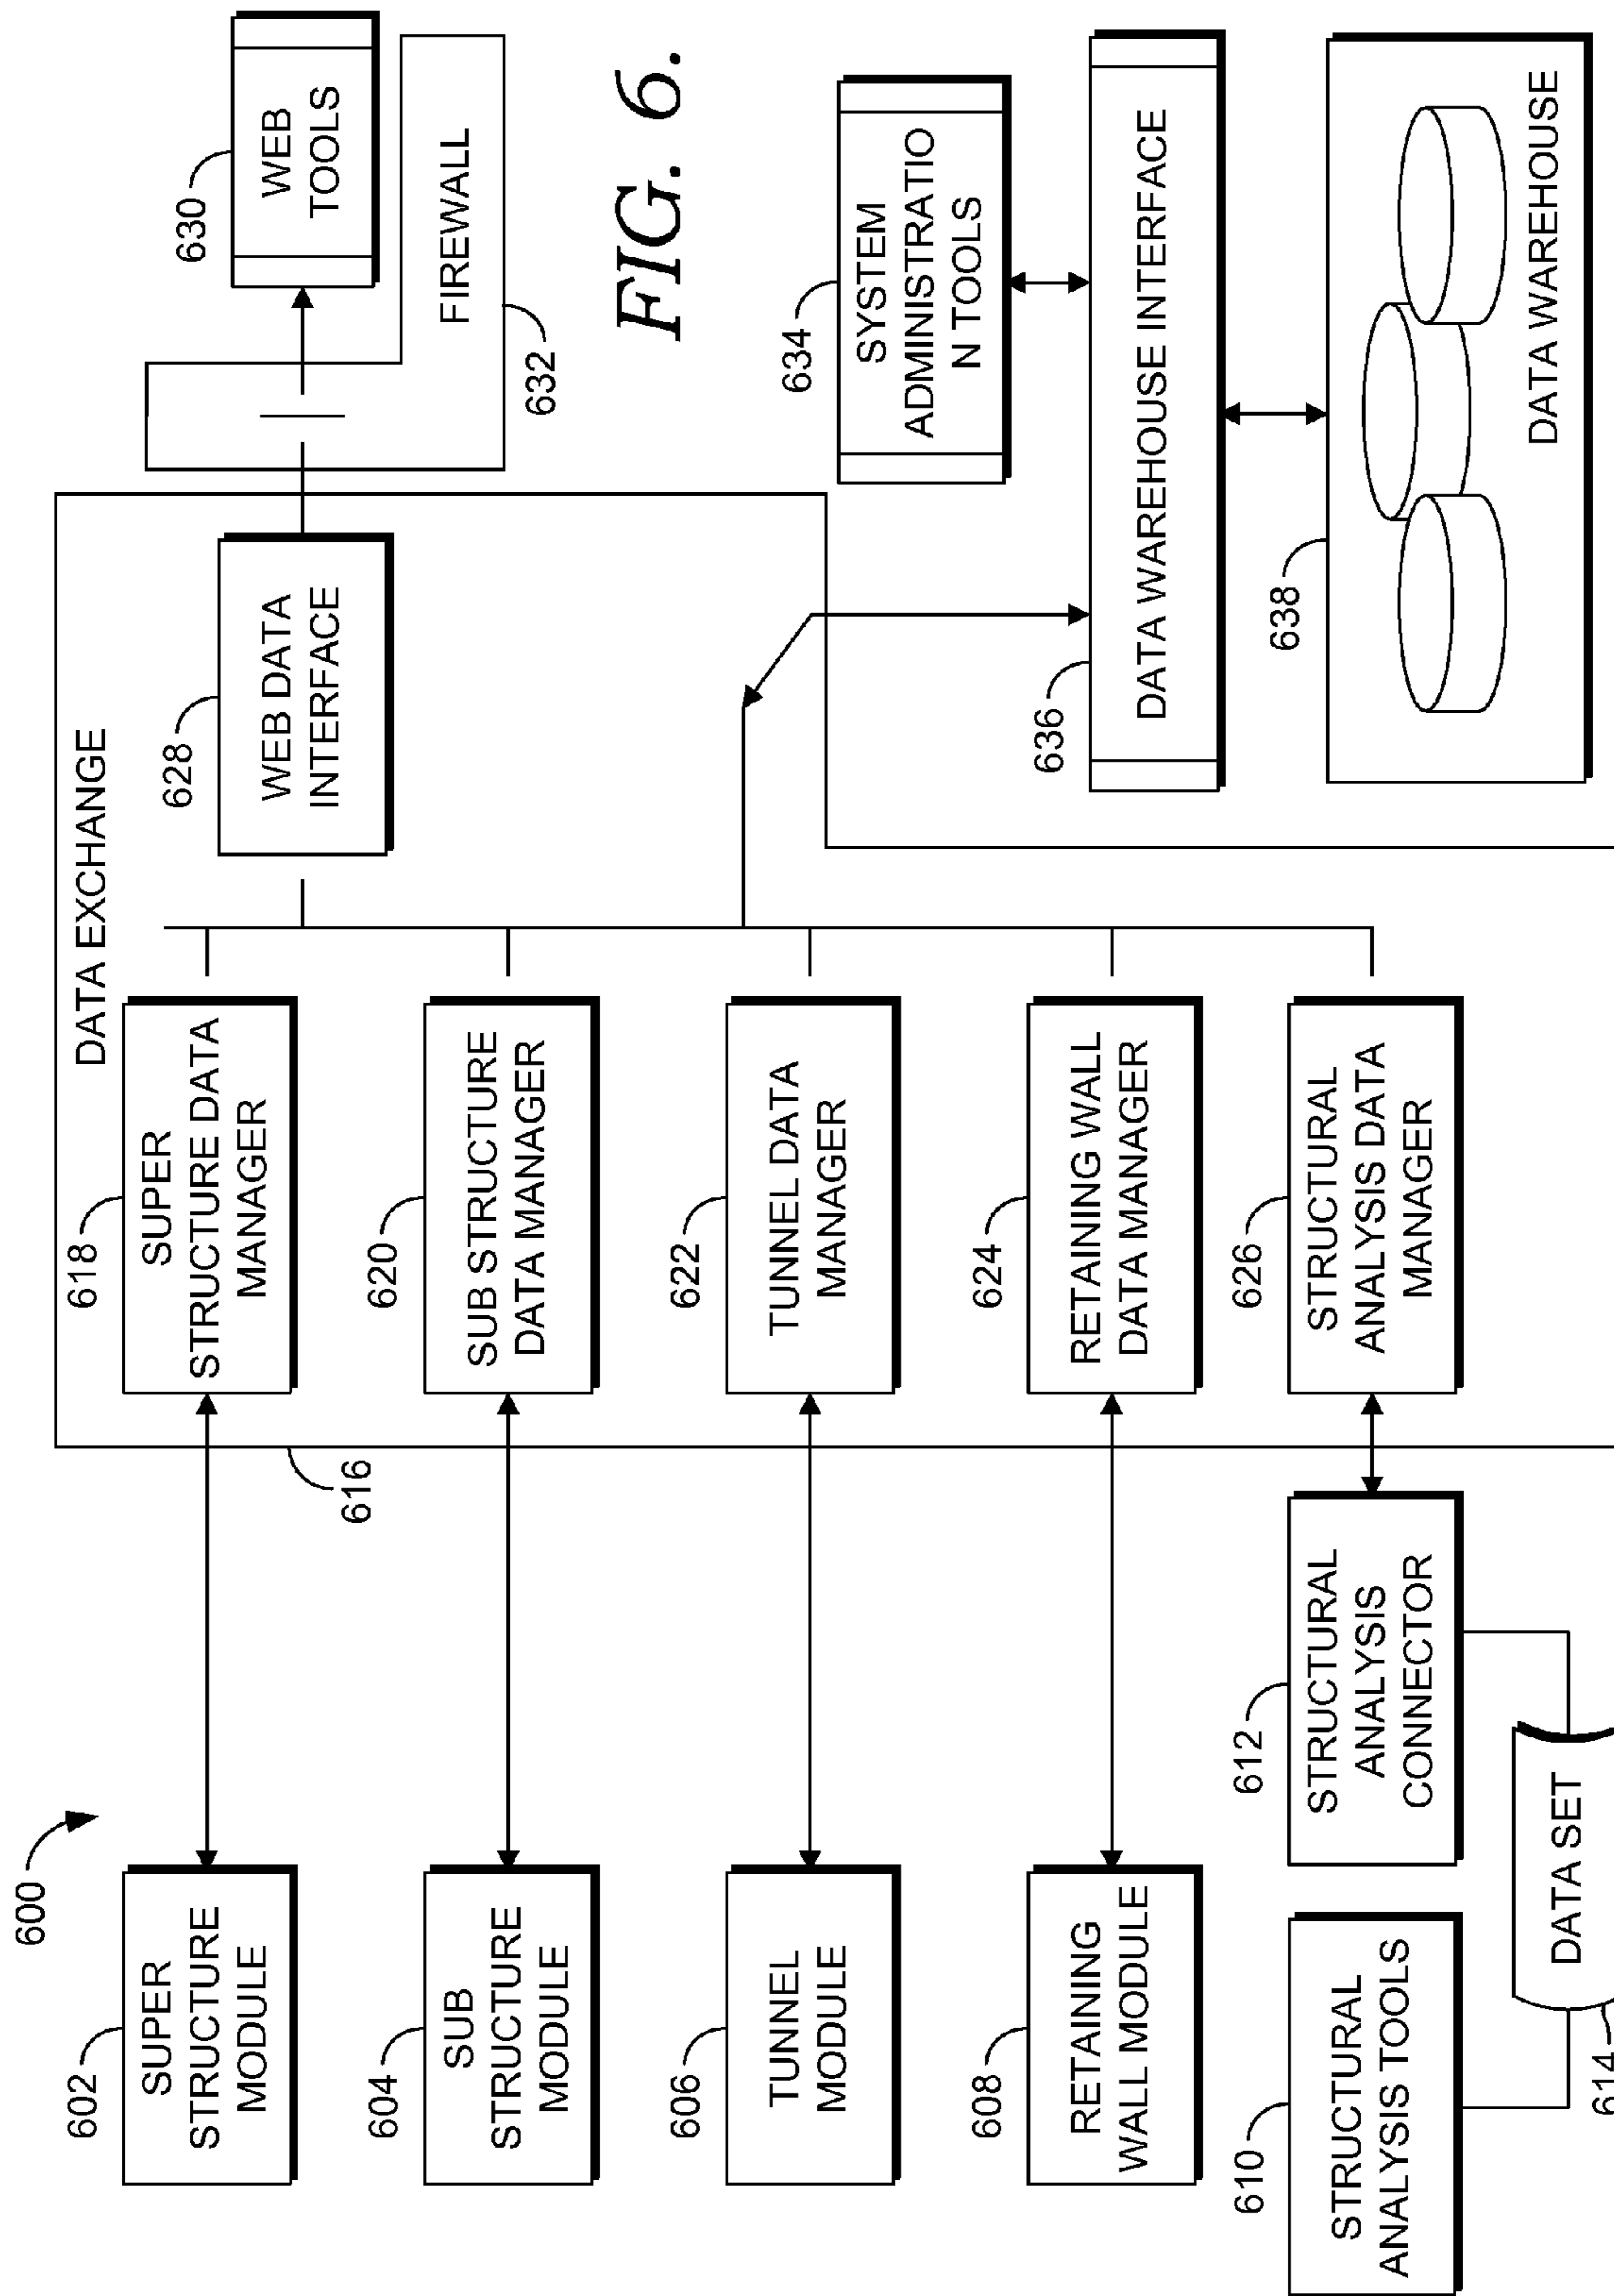 600
602
SUPER
STRUCTURE
MODULE
604
SUB
STRUCTURE
MODULE
606
TUNNEL
MODULE
608
RETAINING
WALL MODULE
610
STRUCTURAL
ANALYSIS TOOLS
612
STRUCTURAL
ANALYSIS
CONNECTOR
DATA SET
614
616
DATA EXCHANGE
618
SUPER
STRUCTURE DATA
MANAGER
620
SUB STRUCTURE
DATA MANAGER
622
TUNNEL DATA
MANAGER
624
RETAINING WALL
DATA MANAGER
626
STRUCTURAL
ANALYSIS DATA
MANAGER
628
WEB DATA
INTERFACE
630
WEB
TOOLS
FIREWALL
632
FIG. 6.
634
SYSTEM
ADMINISTRATIO
N TOOLS
636
DATA WAREHOUSE INTERFACE
638
DATA WAREHOUSE